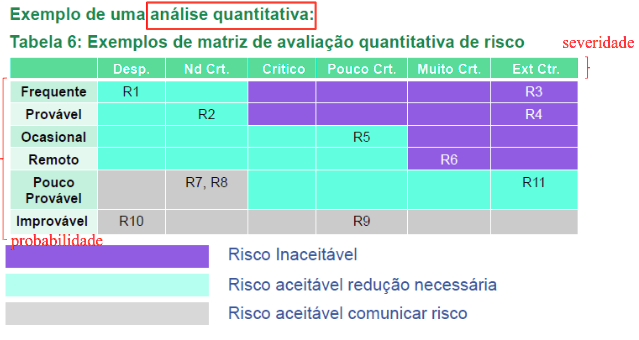 Exemplo de uma análise quantitativa:
Tabela 6: Exemplos de matriz de avaliação quantitativa de risco severidade
Desp. Nd Crt. Critico Pouco Crt. Muito Crt. Ext Ctr.
Frequente R1 R3
Provável R2 R4
Ocasional R5
Remoto R6
Pouco Provável R7, R8 R11
Improvável R10 R9
probabilidade
Risco Inaceitável
Risco aceitável redução necessária
Risco aceitável comunicar risco